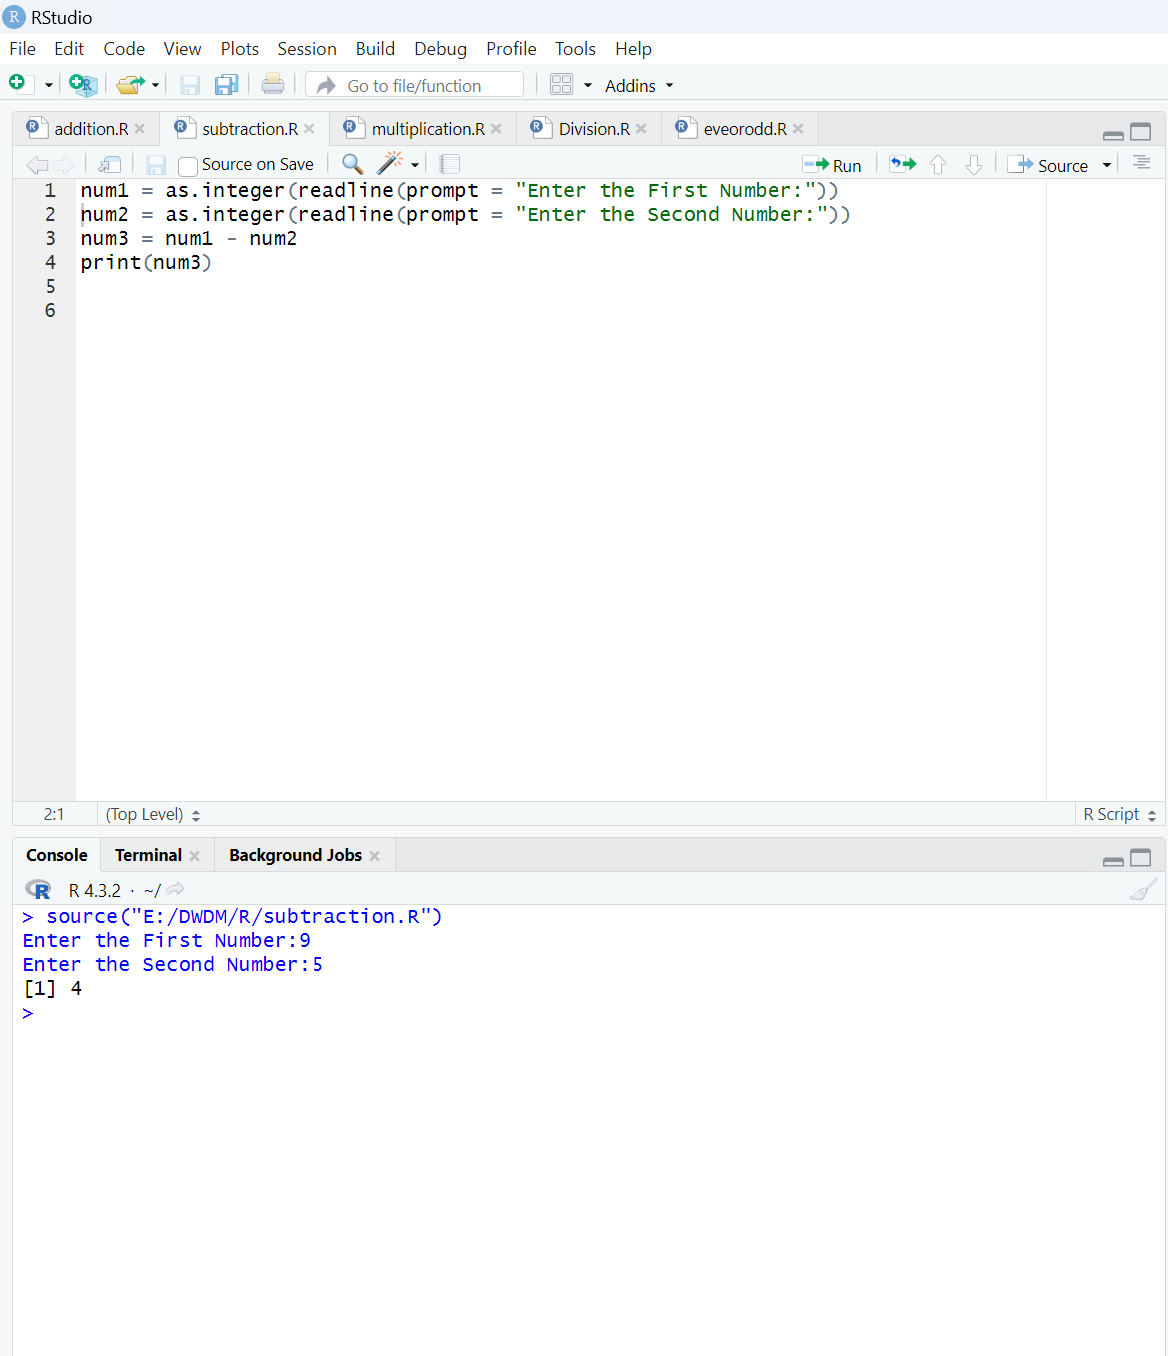 RStudio
File Edit Code View Plots Session Build Debug Profile Tools Help
Go to file/function Addins
addition.R subtraction.R multiplication.R Division.R eveorodd.R
Source on Save Run Source
1 num1 = as.integer(readline(prompt = "Enter the First Number:"))
2 num2 = as.integer(readline(prompt = "Enter the Second Number:"))
3 num3 = num1 - num2
4 print(num3)
5
6
2:1 (Top Level) R Script
Console Terminal Background Jobs
R 4.3.2 · ~/
> source("E:/DWDM/R/subtraction.R")
Enter the First Number:9
Enter the Second Number:5
[1] 4
>